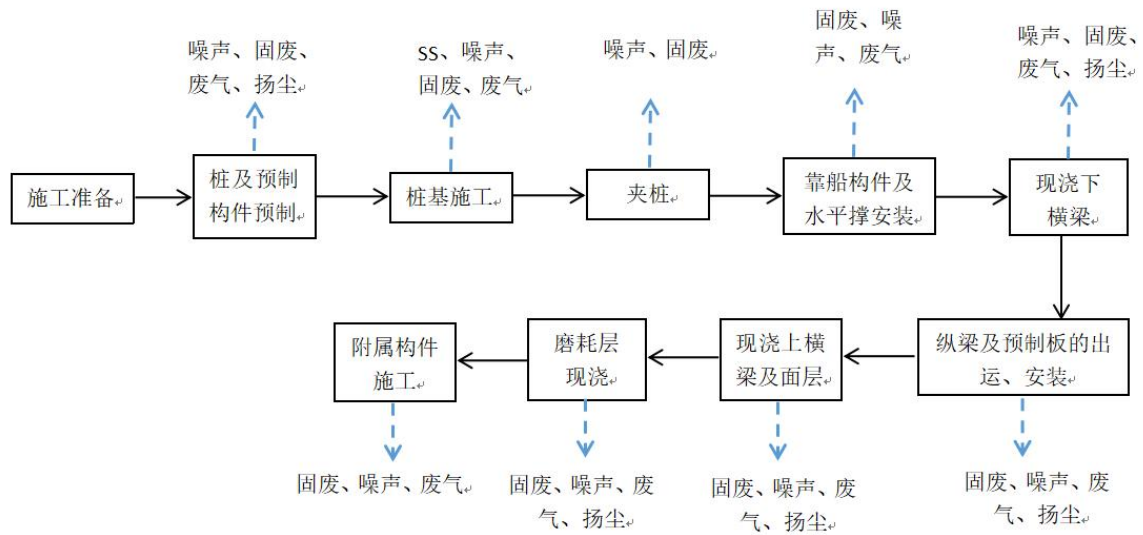 噪声、固废、
废气、扬尘
SS、噪声、
固废、废气
噪声、固废
固废、噪
声、废气
噪声、固废、
废气、扬尘
施工准备
桩及预制
构件预制
桩基施工
夹桩
靠船构件及
水平撑安装
现浇下
横梁
附属构件
施工
磨耗层
现浇
现浇上横
梁及面层
纵梁及预制板的出
运、安装
固废、噪声、废气
固废、噪声、废
气、扬尘
固废、噪声、废
气、扬尘
固废、噪声、废
气、扬尘